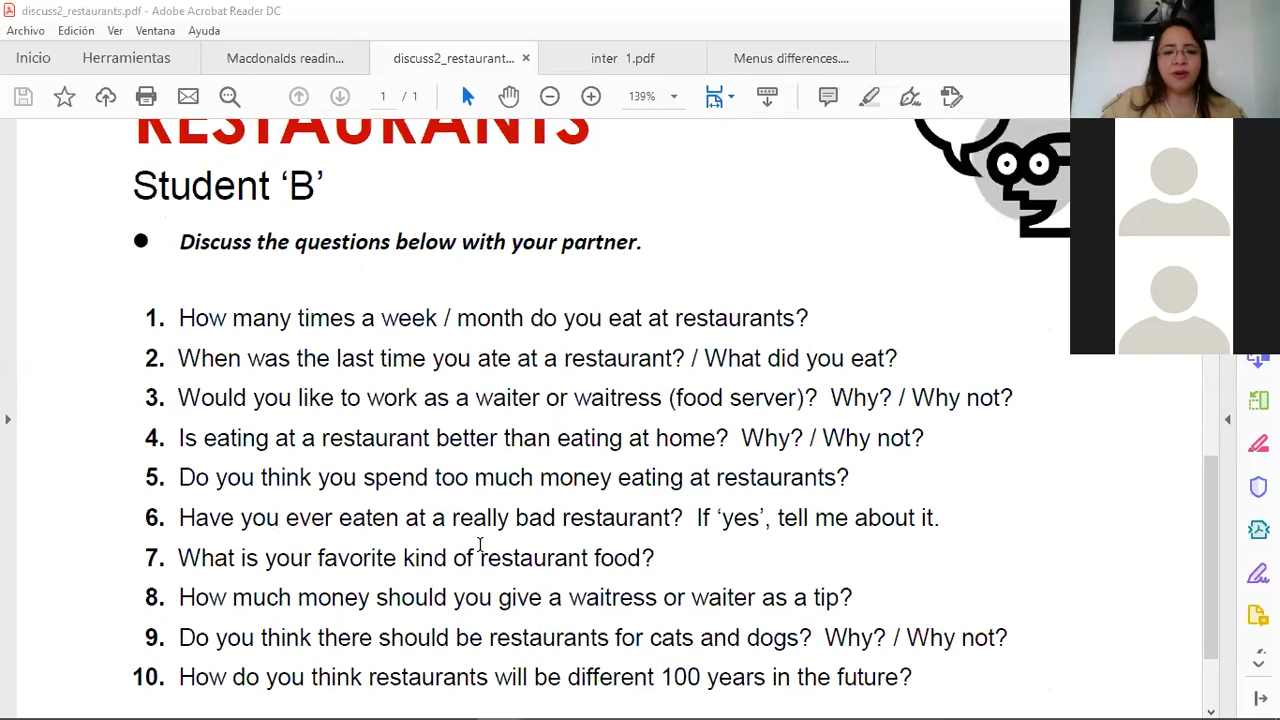 discuss2_restaurants.pdf - Adobe Acrobat Reader DC
Archivo Edición Ver Ventana Ayuda
Inicio Herramientas Macdonalds readin... discuss2_restaurant... × inter 1.pdf Menus differences....
1 / 1 139%
RESTAURANTS
Student ‘B’
● Discuss the questions below with your partner.
1. How many times a week / month do you eat at restaurants?
2. When was the last time you ate at a restaurant? / What did you eat?
3. Would you like to work as a waiter or waitress (food server)? Why? / Why not?
4. Is eating at a restaurant better than eating at home? Why? / Why not?
5. Do you think you spend too much money eating at restaurants?
6. Have you ever eaten at a really bad restaurant? If ‘yes’, tell me about it.
7. What is your favorite kind of restaurant food?
8. How much money should you give a waitress or waiter as a tip?
9. Do you think there should be restaurants for cats and dogs? Why? / Why not?
10. How do you think restaurants will be different 100 years in the future?